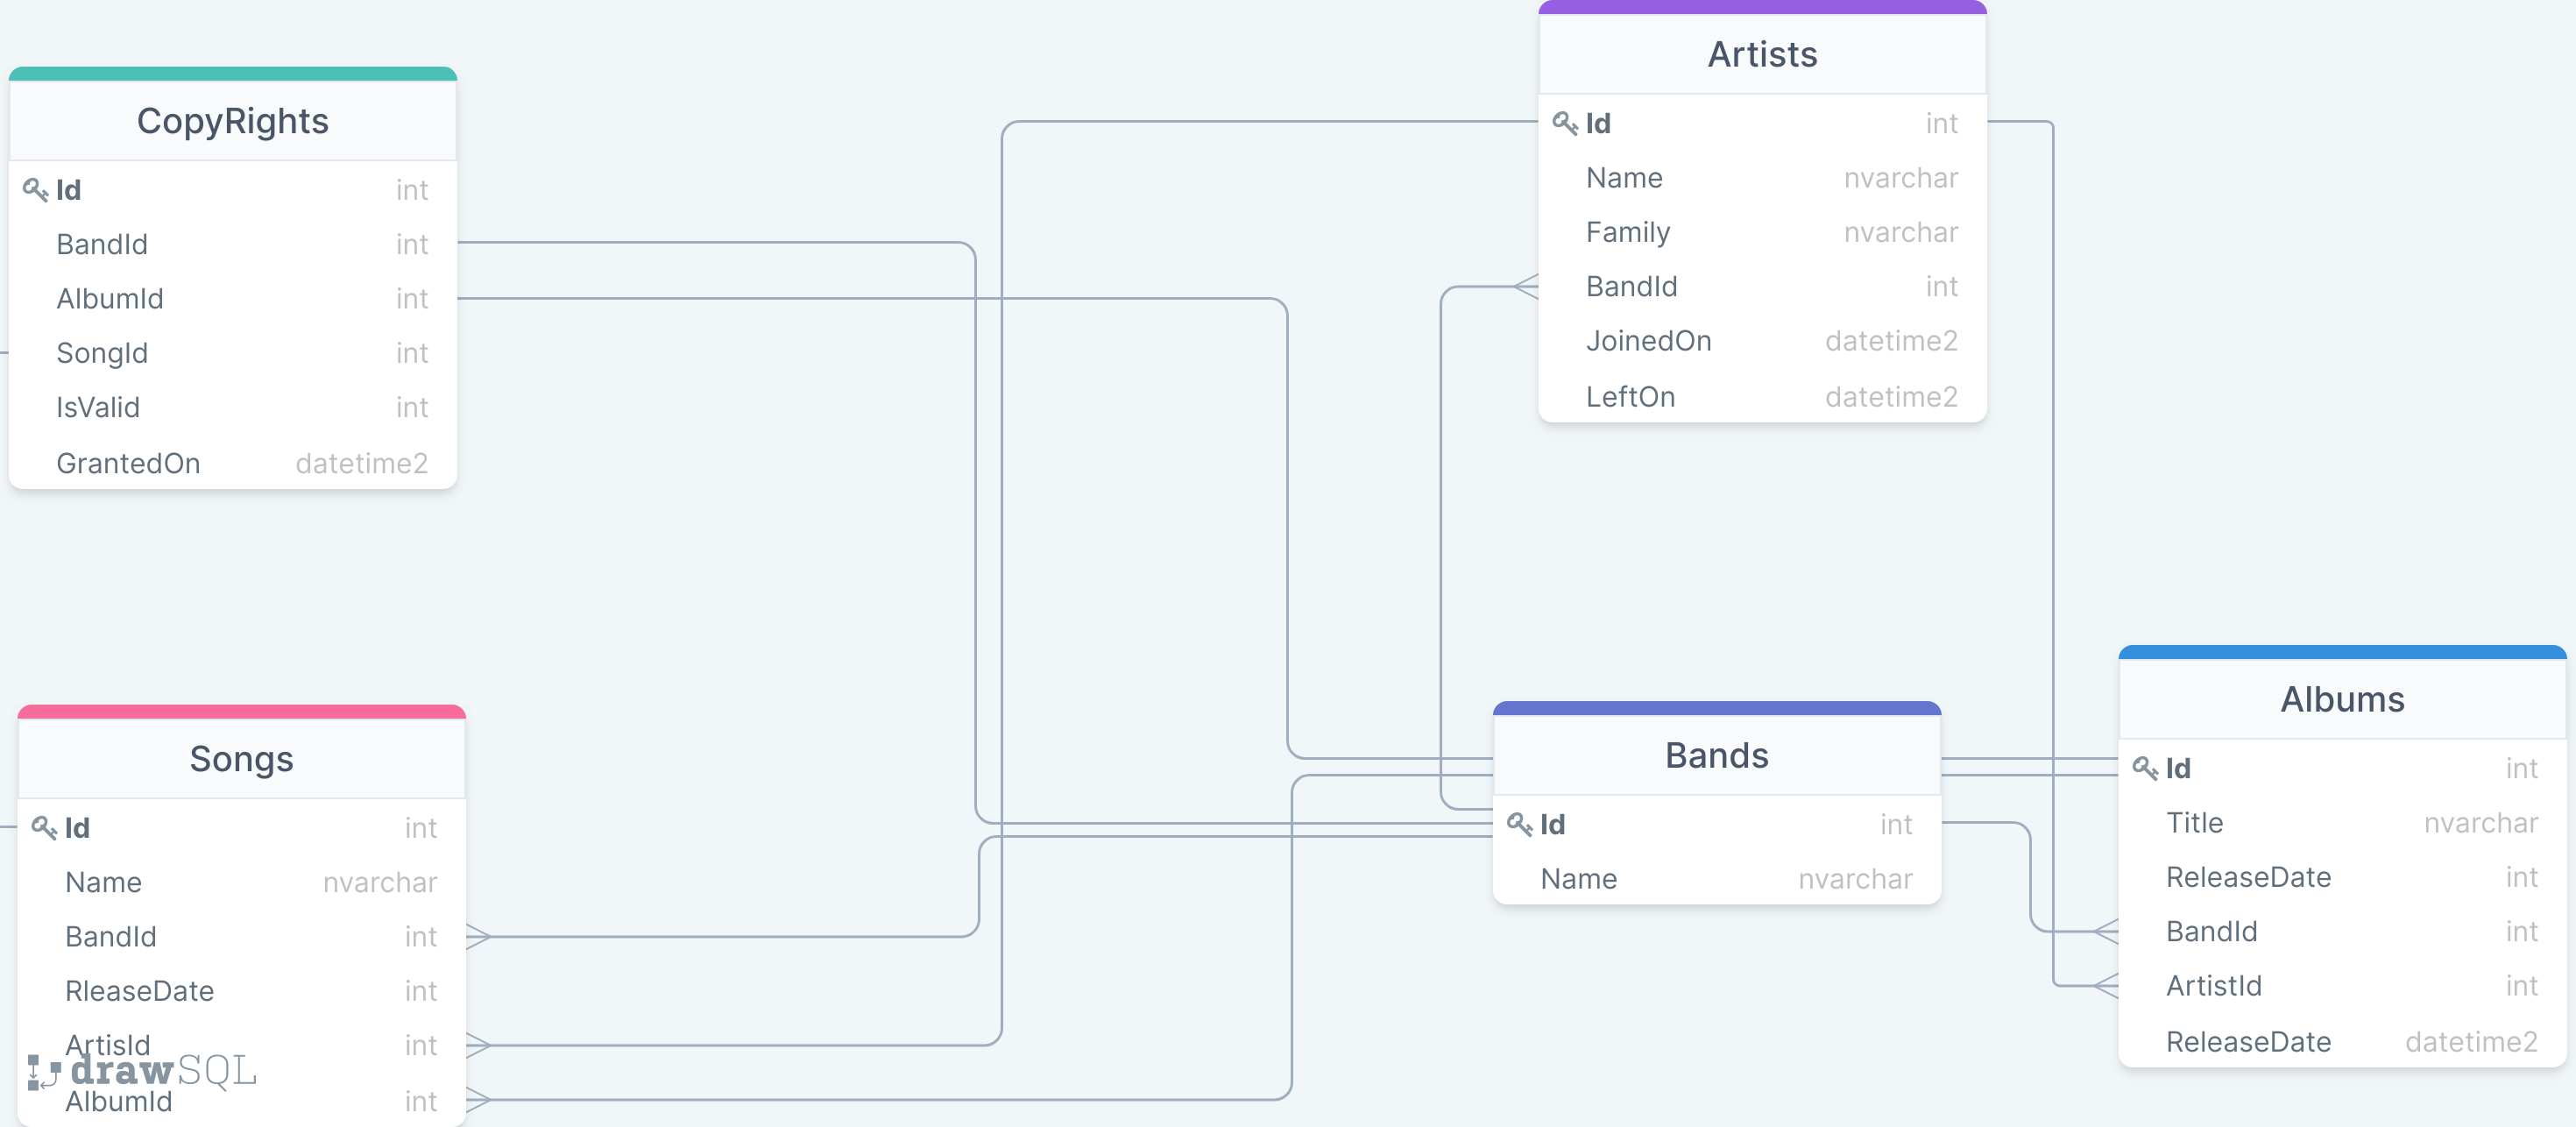 CopyRights
Id int
BandId int
AlbumId int
SongId int
IsValid int
GrantedOn datetime2
Artists
Id int
Name nvarchar
Family nvarchar
BandId int
JoinedOn datetime2
LeftOn datetime2
Songs
Id int
Name nvarchar
BandId int
RleaseDate int
ArtisId int
AlbumId int
drawSQL
Bands
Id int
Name nvarchar
Albums
Id int
Title nvarchar
ReleaseDate int
BandId int
ArtistId int
ReleaseDate datetime2